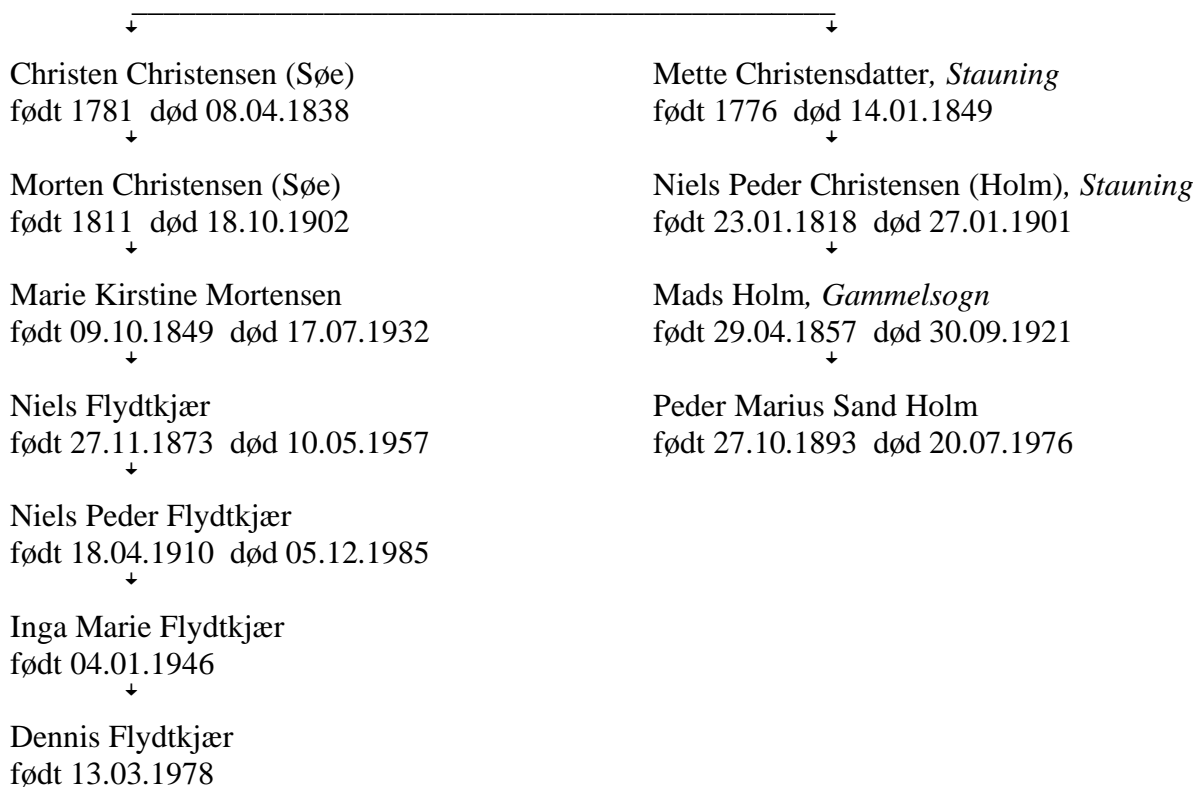 Christen Christensen (Søe)
født 1781 død 08.04.1838
Morten Christensen (Søe)
født 1811 død 18.10.1902
Marie Kirstine Mortensen
født 09.10.1849 død 17.07.1932
Niels Flydtkjær
født 27.11.1873 død 10.05.1957
Niels Peder Flydtkjær
født 18.04.1910 død 05.12.1985
Inga Marie Flydtkjær
født 04.01.1946
Dennis Flydtkjær
født 13.03.1978
Mette Christensdatter, Stauning
født 1776 død 14.01.1849
Niels Peder Christensen (Holm), Stauning
født 23.01.1818 død 27.01.1901
Mads Holm, Gammelsogn
født 29.04.1857 død 30.09.1921
Peder Marius Sand Holm
født 27.10.1893 død 20.07.1976